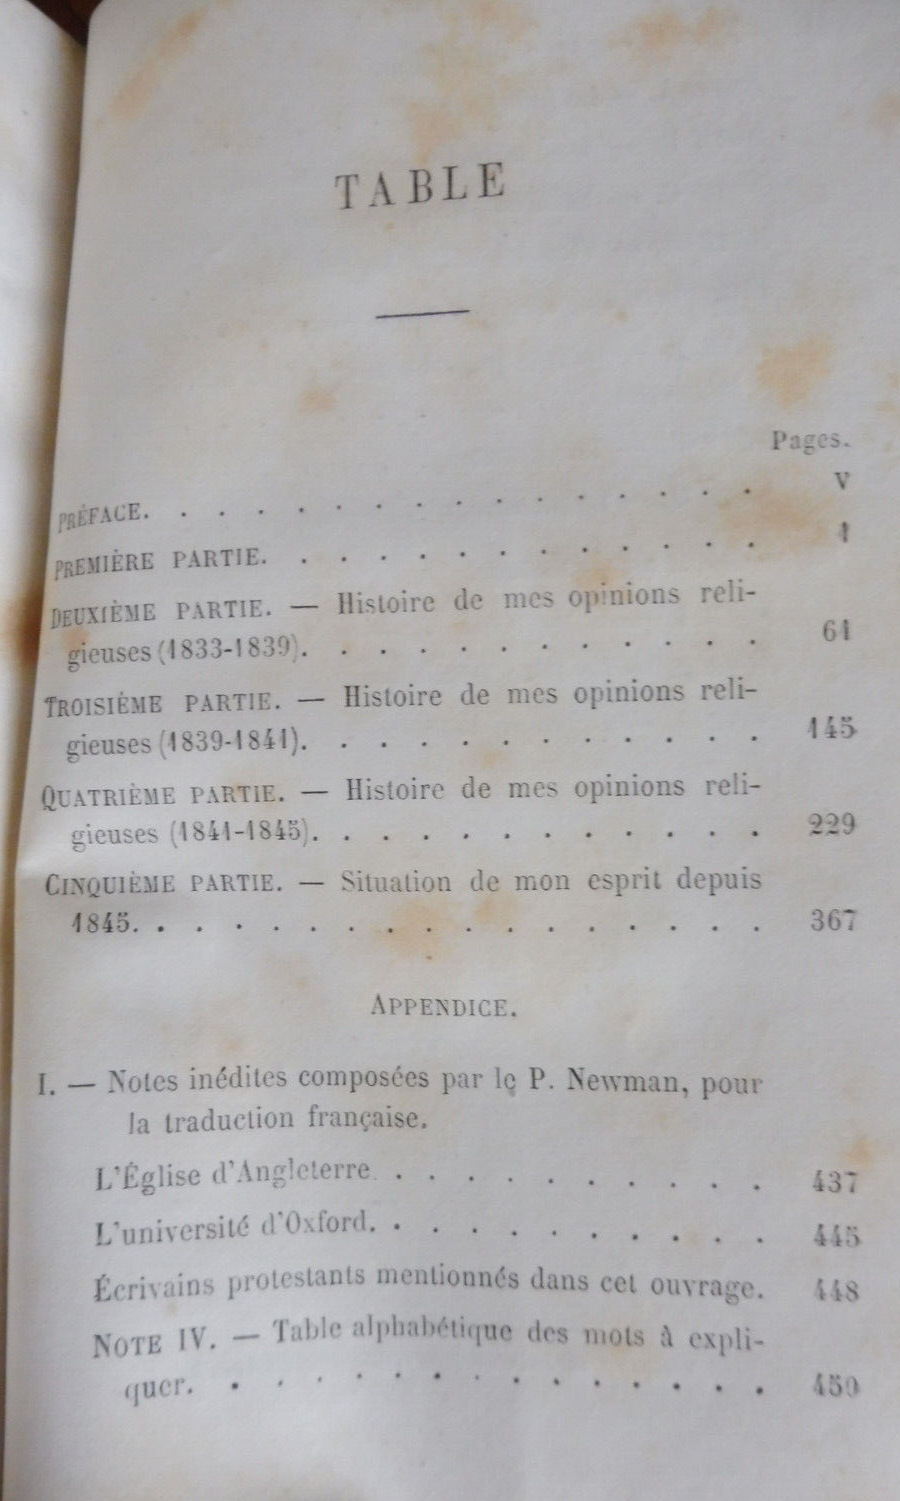 TABLE
Pages.
PRÉFACE. . . . . . . . . . . . . . . . V
PREMIÈRE PARTIE. . . . . . . . . . . . . 1
DEUXIÈME PARTIE. — Histoire de mes opinions reli-
gieuses (1833-1839). . . . . . . . . . . . 61
TROISIÈME PARTIE. — Histoire de mes opinions reli-
gieuses (1839-1841). . . . . . . . . . . . 145
QUATRIÈME PARTIE. — Histoire de mes opinions reli-
gieuses (1841-1845). . . . . . . . . . . . 229
CINQUIÈME PARTIE. — Situation de mon esprit depuis
1845. . . . . . . . . . . . . . . . . 367
APPENDICE.
I. — Notes inédites composées par le P. Newman, pour
la traduction française.
L'Église d'Angleterre. . . . . . . . . . . 437
L'université d'Oxford. . . . . . . . . . . 445
Écrivains protestants mentionnés dans cet ouvrage. 448
NOTE IV. — Table alphabétique des mots à expli-
quer. . . . . . . . . . . . . . . 450